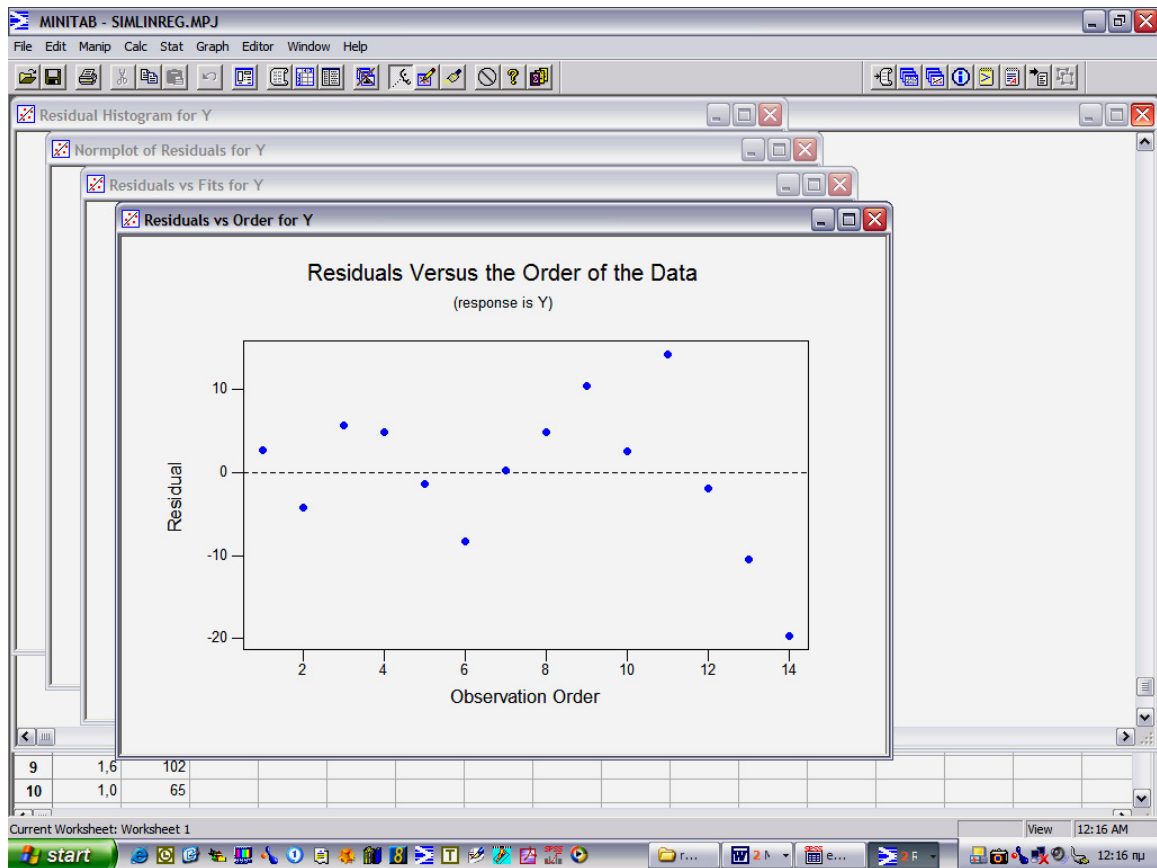 MINITAB - SIMLINREG.MPJ
File Edit Manip Calc Stat Graph Editor Window Help
Residual Histogram for Y
Normplot of Residuals for Y
Residuals vs Fits for Y
Residuals vs Order for Y
Residuals Versus the Order of the Data
(response is Y)
10
0
-10
-20
Residual
2 4 6 8 10 12 14
Observation Order
9 1,6 102
10 1,0 65
Current Worksheet: Worksheet 1 View 12:16 AM
start r... 2 e... 2 12:16 πμ